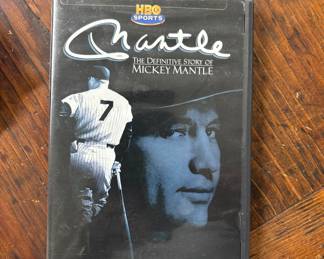 HBO
SPORTS
Mantle
THE DEFINITIVE STORY OF
MICKEY MANTLE
7